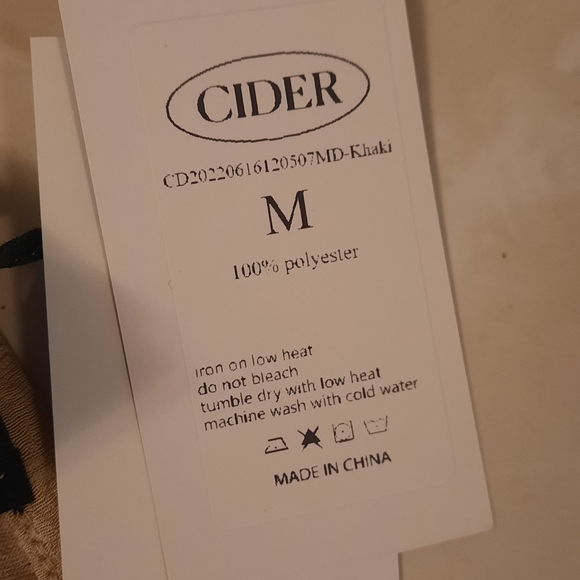 CIDER
CD20220616120507MD-Khaki
M
100% polyester
iron on low heat
do not bleach
tumble dry with low heat
machine wash with cold water
MADE IN CHINA